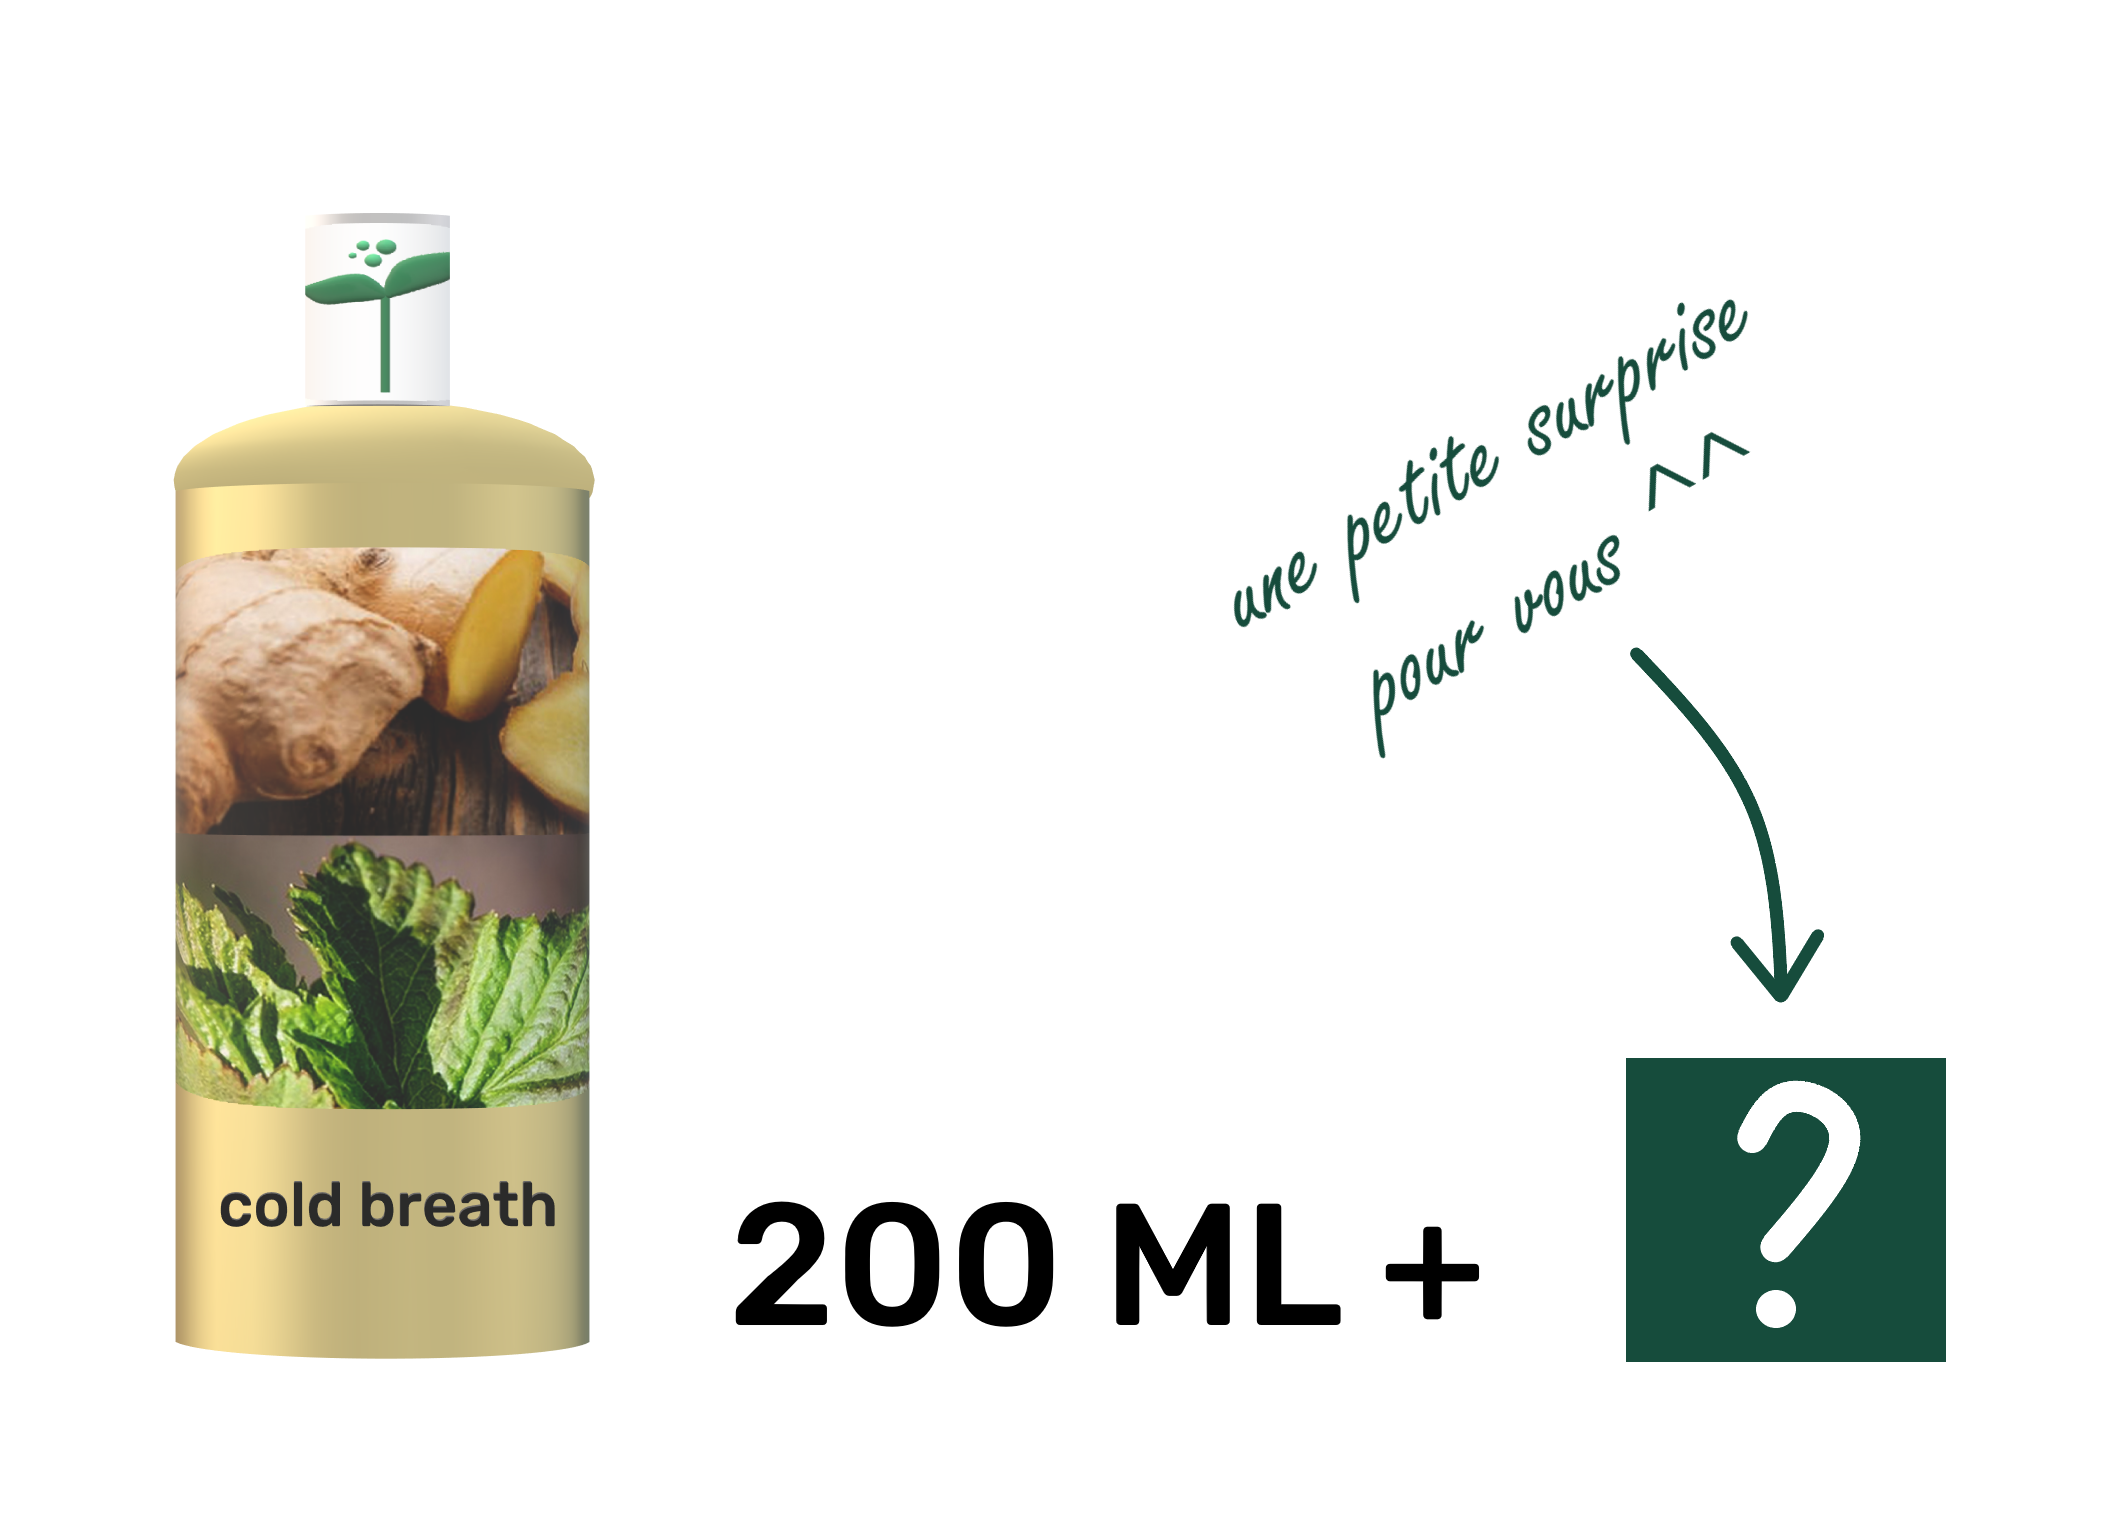 une petite surprise
pour vous ^^
cold breath
200 ML +
?